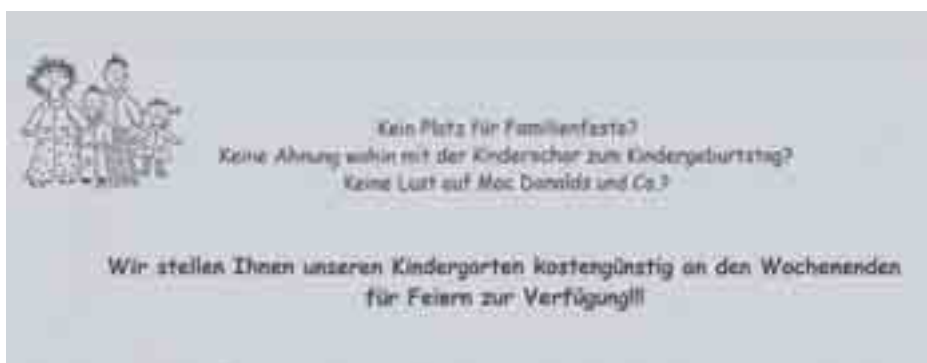 Kein Platz für Familienfeste?
Keine Ahnung wohin mit der Kinderschar zum Kindergeburtstag?
Keine Lust auf Mac Donalds und Co.?
Wir stellen Ihnen unseren Kindergarten kostengünstig an den Wochenenden
für Feiern zur Verfügung!!!